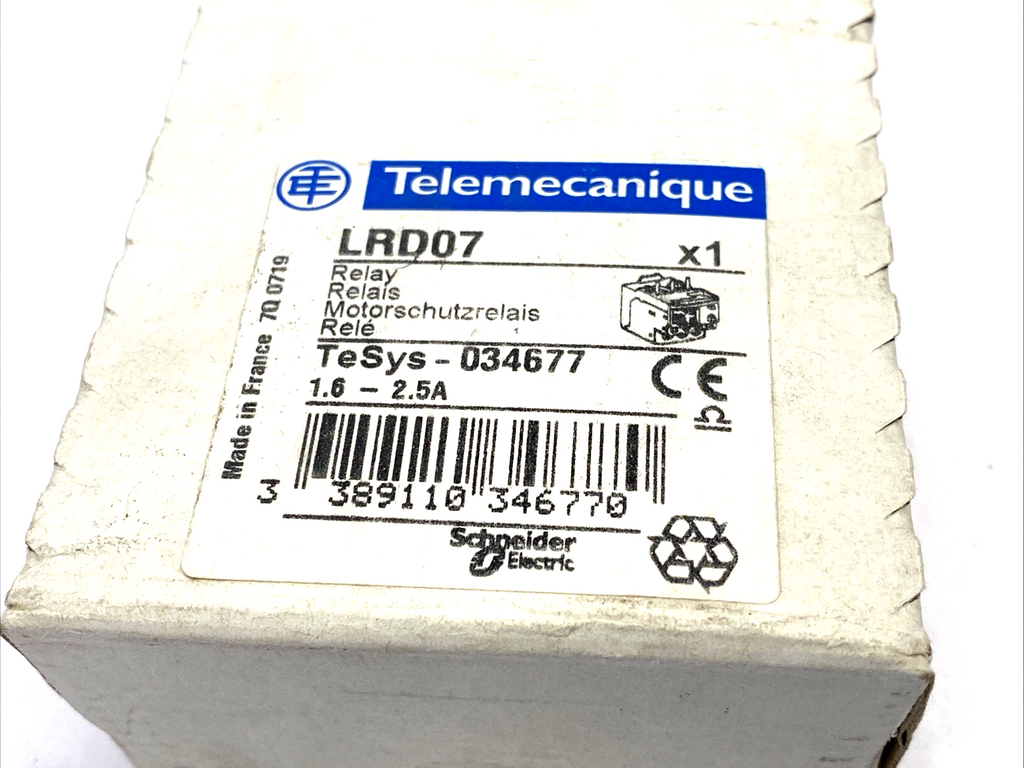 Telemecanique
LRD07 x1
Relay
Relais
Motorschutzrelais
Relé
TeSys - 034677
1.6 - 2.5A
CE
Made in France 7Q 0719
3 389110 346770
Schneider
Electric